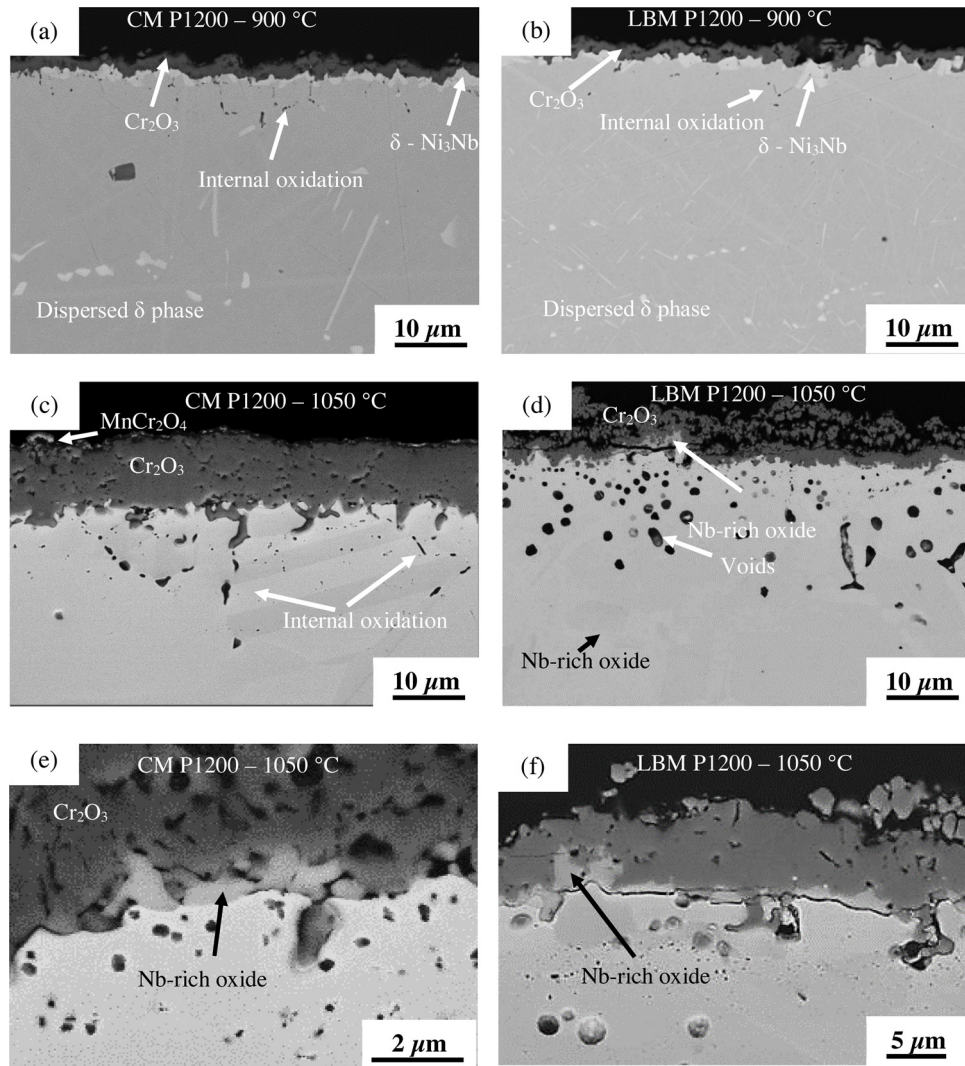 (a)
CM P1200 – 900 °C
Cr₂O₃
δ - Ni₃Nb
Internal oxidation
Dispersed δ phase
10 µm
(b)
LBM P1200 – 900 °C
Cr₂O₃
Internal oxidation
δ - Ni₃Nb
Dispersed δ phase
10 µm
(c)
CM P1200 – 1050 °C
MnCr₂O₄
Cr₂O₃
Internal oxidation
10 µm
(d)
LBM P1200 – 1050 °C
Cr₂O₃
Nb-rich oxide
Voids
Nb-rich oxide
10 µm
(e)
CM P1200 – 1050 °C
Cr₂O₃
Nb-rich oxide
2 µm
(f)
LBM P1200 – 1050 °C
Nb-rich oxide
5 µm